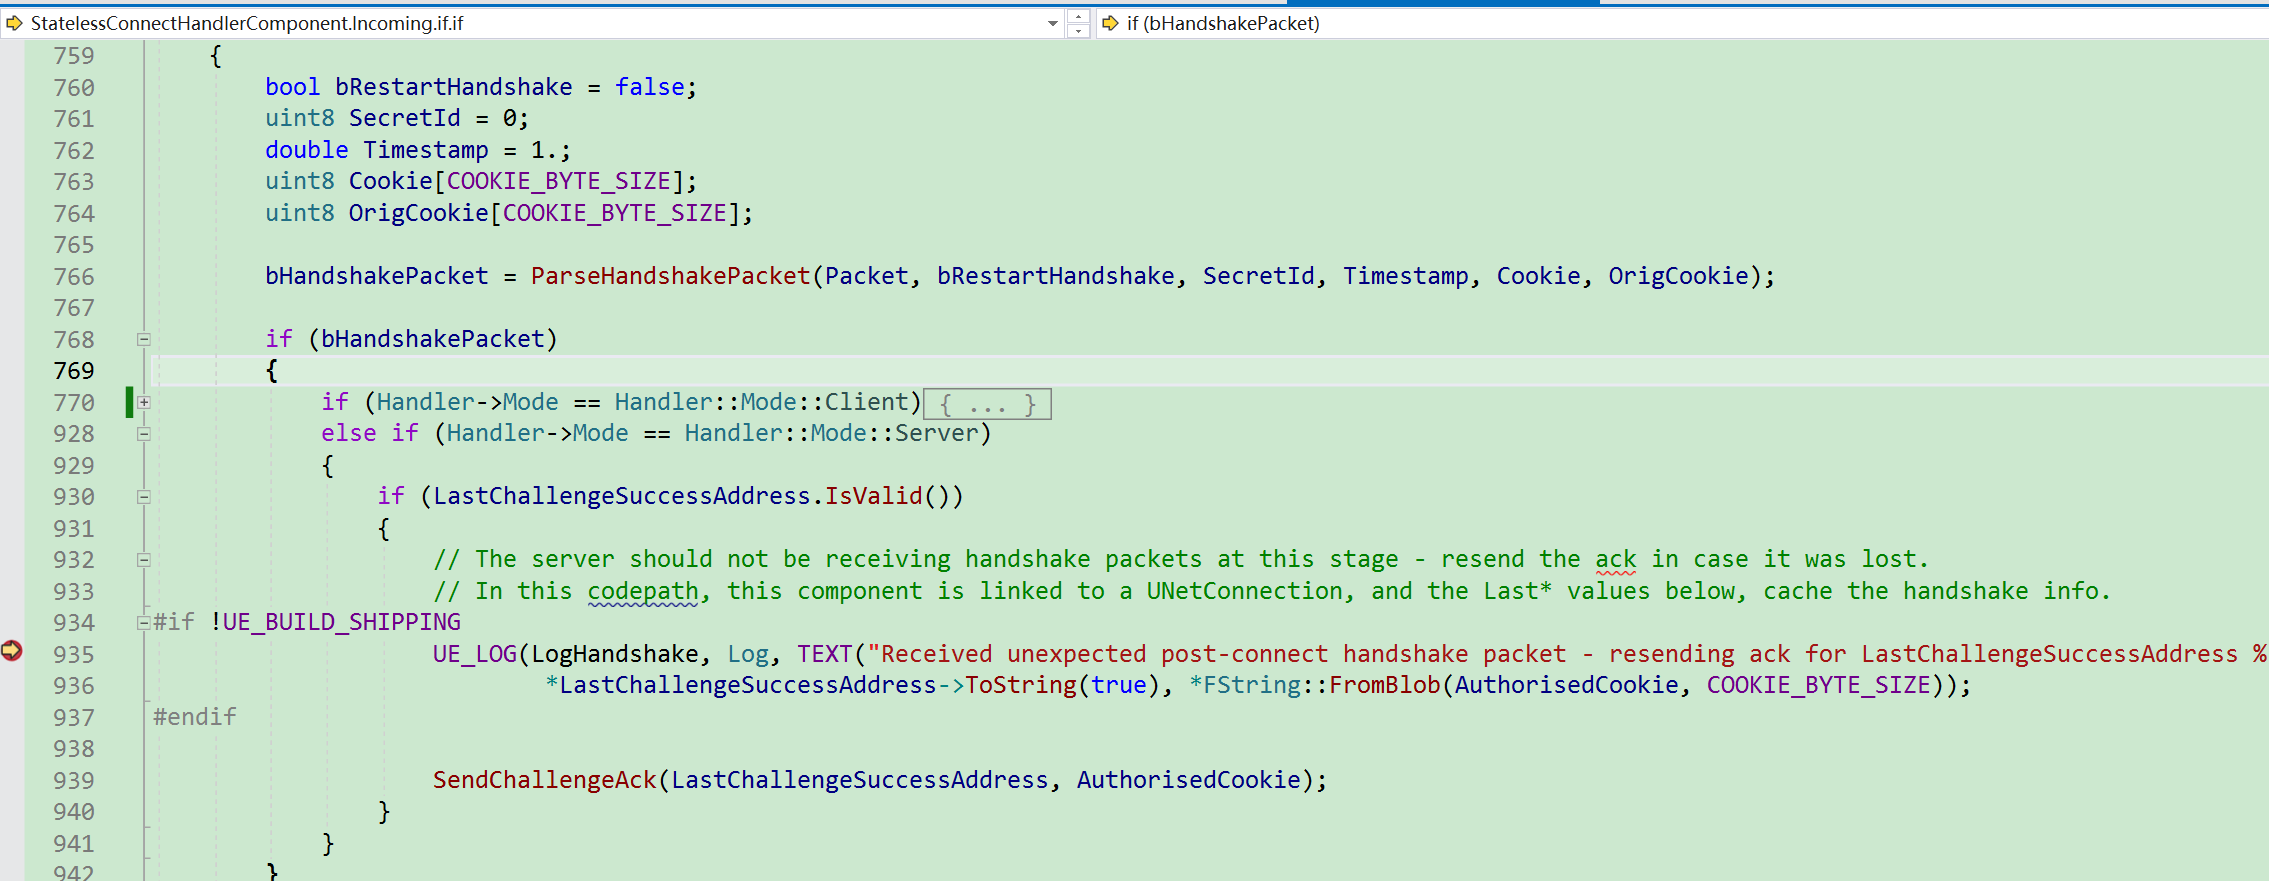 StatelessConnectHandlerComponent.Incoming.if.if
if (bHandshakePacket)
759 {
760 bool bRestartHandshake = false;
761 uint8 SecretId = 0;
762 double Timestamp = 1.;
763 uint8 Cookie[COOKIE_BYTE_SIZE];
764 uint8 OrigCookie[COOKIE_BYTE_SIZE];
765
766 bHandshakePacket = ParseHandshakePacket(Packet, bRestartHandshake, SecretId, Timestamp, Cookie, OrigCookie);
767
768 if (bHandshakePacket)
769 {
770 if (Handler->Mode == Handler::Mode::Client){ ... }
928 else if (Handler->Mode == Handler::Mode::Server)
929 {
930 if (LastChallengeSuccessAddress.IsValid())
931 {
932 // The server should not be receiving handshake packets at this stage - resend the ack in case it was lost.
933 // In this codepath, this component is linked to a UNetConnection, and the Last* values below, cache the handshake info.
934 #if !UE_BUILD_SHIPPING
935 UE_LOG(LogHandshake, Log, TEXT("Received unexpected post-connect handshake packet - resending ack for LastChallengeSuccessAddress %
936 *LastChallengeSuccessAddress->ToString(true), *FString::FromBlob(AuthorisedCookie, COOKIE_BYTE_SIZE));
937 #endif
938
939 SendChallengeAck(LastChallengeSuccessAddress, AuthorisedCookie);
940 }
941 }
942 }